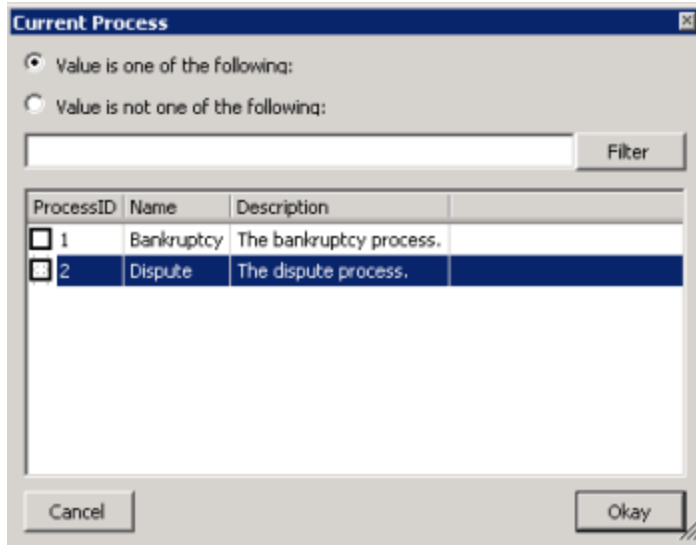 Current Process
Value is one of the following:
Value is not one of the following:
Filter
ProcessID Name Description
1 Bankruptcy The bankruptcy process.
2 Dispute The dispute process.
Cancel Okay